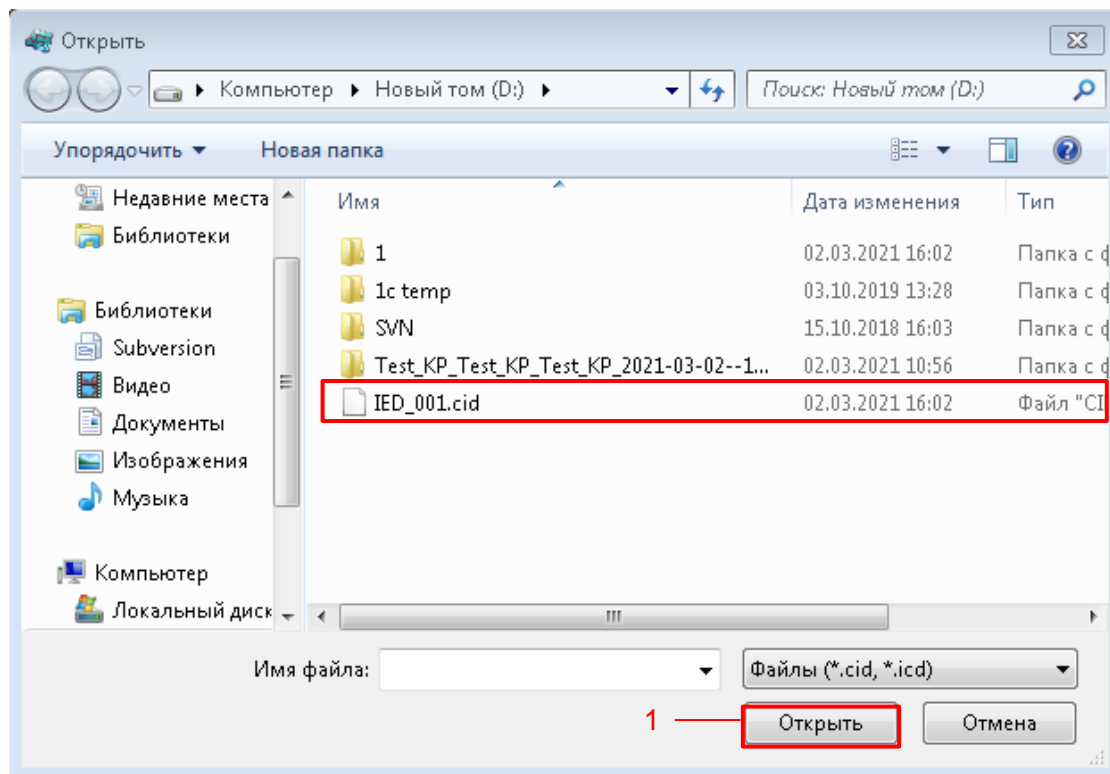 Открыть
Компьютер Новый том (D:)
Поиск: Новый том (D:)
Упорядочить
Новая папка
Недавние места
Библиотеки
Библиотеки
Subversion
Видео
Документы
Изображения
Музыка
Компьютер
Локальный диск
Имя Дата изменения Тип
1 02.03.2021 16:02 Папка с ф
1c temp 03.10.2019 13:28 Папка с ф
SVN 15.10.2018 16:03 Папка с ф
Test_KP_Test_KP_Test_KP_2021-03-02--1... 02.03.2021 10:56 Папка с ф
IED_001.cid 02.03.2021 16:02 Файл "CI
Имя файла:
Файлы (*.cid, *.icd)
1
Открыть
Отмена